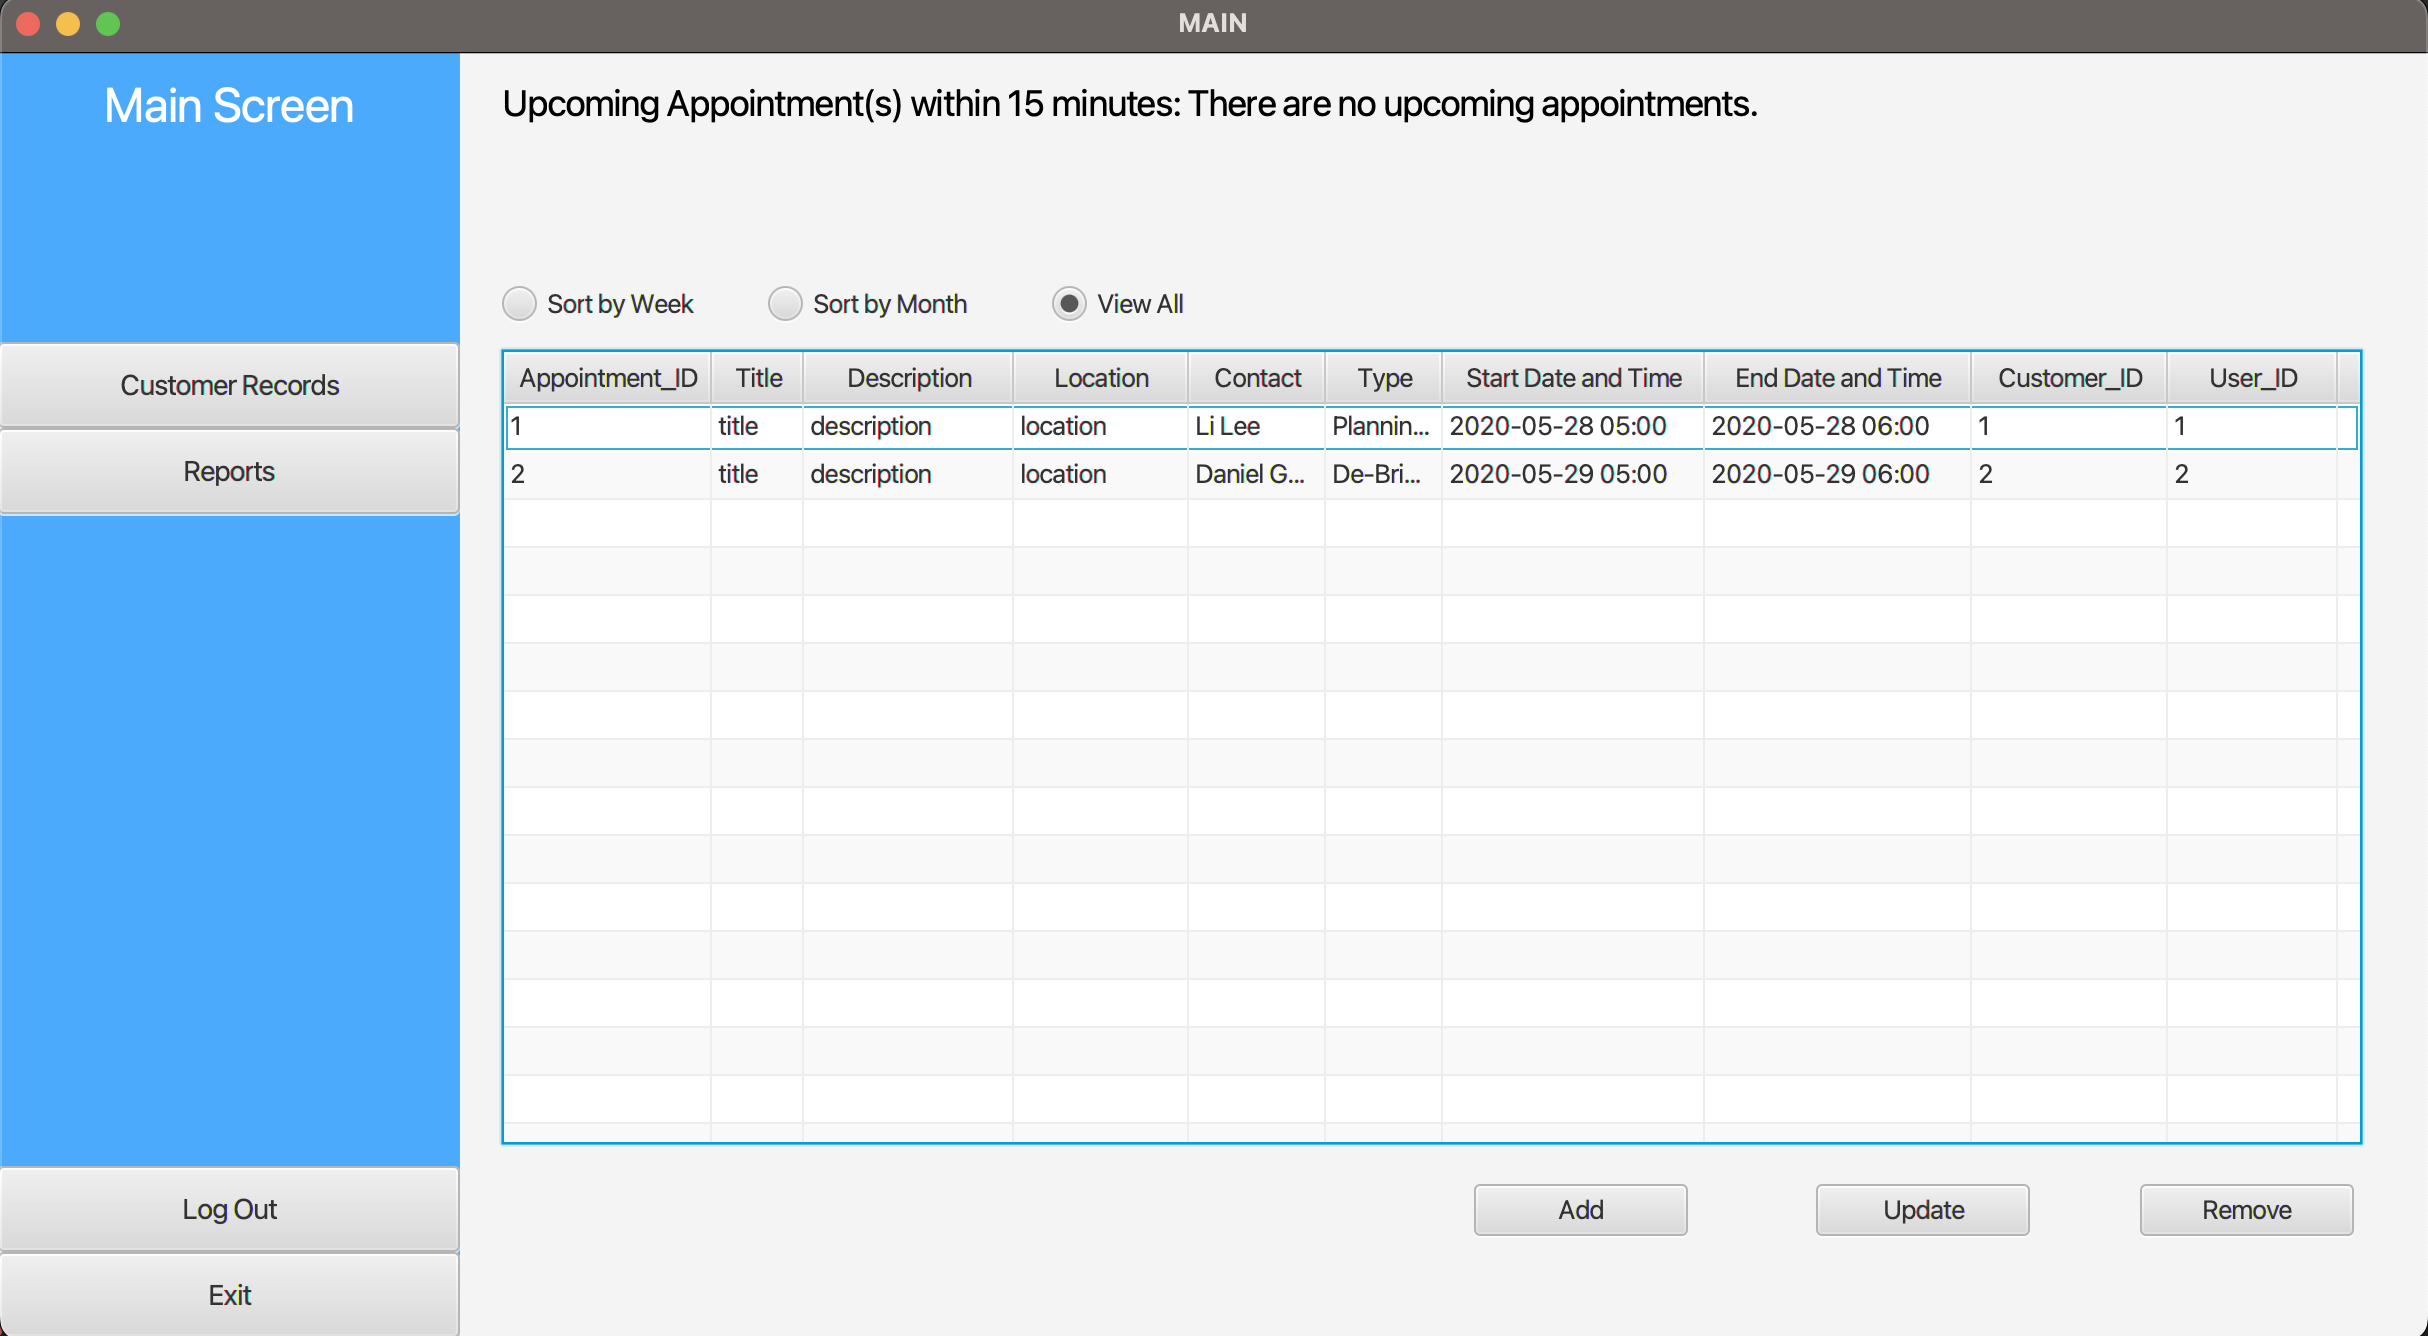 MAIN
Main Screen
Upcoming Appointment(s) within 15 minutes: There are no upcoming appointments.
Sort by Week Sort by Month View All
Customer Records
Reports
Appointment_ID Title Description Location Contact Type Start Date and Time End Date and Time Customer_ID User_ID
1 title description location Li Lee Plannin... 2020-05-28 05:00 2020-05-28 06:00 1 1
2 title description location Daniel G... De-Bri... 2020-05-29 05:00 2020-05-29 06:00 2 2
Log Out
Exit
Add Update Remove